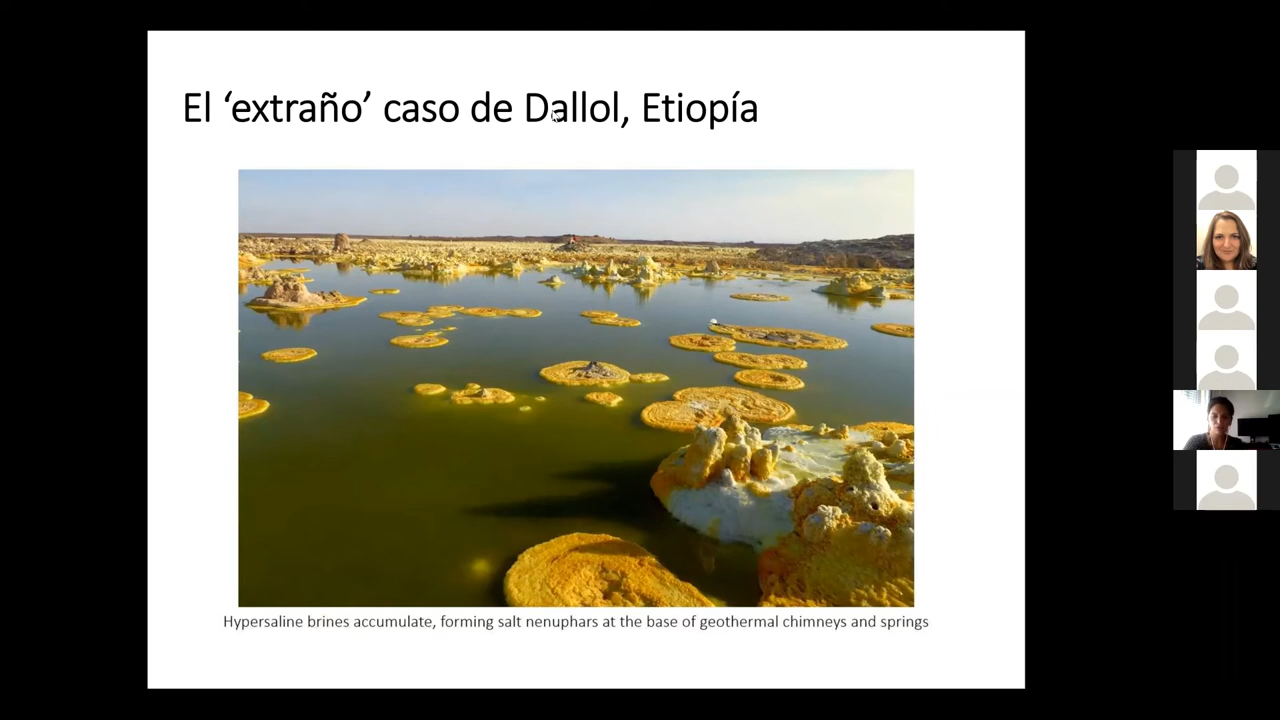 El ‘extraño’ caso de Dallol, Etiopía
Hypersaline brines accumulate, forming salt nenuphars at the base of geothermal chimneys and springs